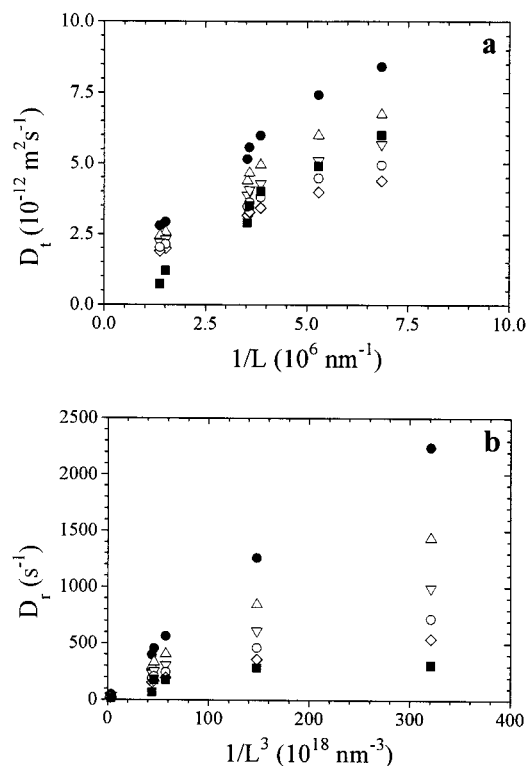 a
10.0
7.5
5.0
2.5
0.0
D_t (10^-12 m^2s^-1)
0.0 2.5 5.0 7.5 10.0
1/L (10^6 nm^-1)
b
2500
2000
1500
1000
500
0
D_r (s^-1)
0 100 200 300 400
1/L^3 (10^18 nm^-3)